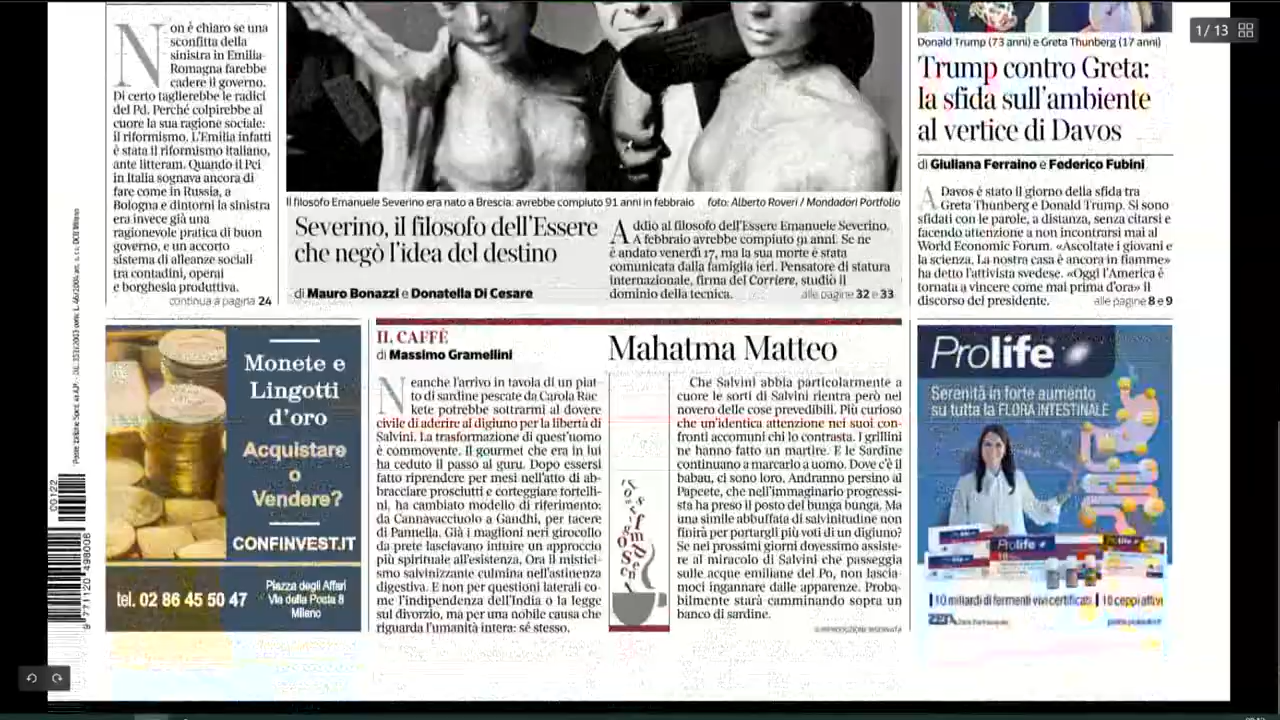 1 / 13
Non è chiaro se una
sconfitta della
sinistra in Emilia-
Romagna farebbe
cadere il governo.
Di certo taglierebbe le radici
del Pd. Perché colpirebbe al
cuore la sua ragione sociale:
il riformismo. L'Emilia infatti
è stata il riformismo italiano,
ante litteram. Quando il Pci
in Italia sognava ancora di
fare come in Russia, a
Bologna e dintorni la sinistra
era invece già una
ragionevole pratica di buon
governo, e un accorto
sistema di alleanze sociali
tra contadini, operai
e borghesia produttiva.
continua a pagina 24
Il filosofo Emanuele Severino era nato a Brescia: avrebbe compiuto 91 anni in febbraio foto: Alberto Roveri / Mondadori Portfolio
Severino, il filosofo dell'Essere
che negò l'idea del destino
di Mauro Bonazzi e Donatella Di Cesare
Addio al filosofo dell'Essere Emanuele Severino.
A febbraio avrebbe compiuto 91 anni. Se ne
è andato venerdì 17, ma la sua morte è stata
comunicata dalla famiglia ieri. Pensatore di statura
internazionale, firma del Corriere, studiò il
dominio della tecnica. alle pagine 32 e 33
Donald Trump (73 anni) e Greta Thunberg (17 anni)
Trump contro Greta:
la sfida sull'ambiente
al vertice di Davos
di Giuliana Ferraino e Federico Fubini
A Davos è stato il giorno della sfida tra
Greta Thunberg e Donald Trump. Si sono
sfidati con le parole, a distanza, senza citarsi e
facendo attenzione a non incontrarsi mai al
World Economic Forum. «Ascoltate i giovani e
la scienza. La nostra casa è ancora in fiamme»
ha detto l'attivista svedese. «Oggi l'America è
tornata a vincere come mai prima d'ora» il
discorso del presidente. alle pagine 8 e 9
Monete e
Lingotti
d'oro
Acquistare
o
Vendere?
CONFINVEST.IT
tel. 02 86 45 50 47
Piazza degli Affari
Via della Posta 8
Milano
00122
9 771120 498008
IL CAFFÈ
di Massimo Gramellini
Mahatma Matteo
Neanche l'arrivo in tavola di un piat-
to di sardine pescate da Carola Rac
kete potrebbe sottrarmi al dovere
civile di aderire al digiuno per la libertà di
Salvini. La trasformazione di quest'uomo
è commovente. Il gourmet che era in lui
ha ceduto il passo al guru. Dopo essersi
fatto riprendere per mesi nell'atto di ab-
bracciare prosciutti e corteggiare tortelli-
ni, ha cambiato modello di riferimento:
da Cannavacciuolo a Gandhi, per tacere
di Pannella. Già i maglioni neri girocollo
da prete lasciavano intuire un approccio
più spirituale all'esistenza. Ora il mistici-
smo salvinizzante culmina nell'astinenza
digestiva. E non per questioni laterali co-
me l'indipendenza dell'India o la legge
sul divorzio, ma per una nobile causa che
riguarda l'umanità intera: sé stesso.
Che Salvini abbia particolarmente a
cuore le sorti di Salvini rientra però nel
novero delle cose prevedibili. Più curioso
che un'identica attenzione nei suoi con-
fronti accomuni chi lo contrasta. I grillini
ne hanno fatto un martire. E le Sardine
continuano a marcarlo a uomo. Dove c'è il
babau, ci sono loro. Andranno persino al
Papeete, che nell'immaginario progressi-
sta ha preso il posto del bunga bunga. Ma
una simile abbuffata di salvinitudine non
finirà per portargli più voti di un digiuno?
Se nei prossimi giorni dovessimo assiste-
re al miracolo di Salvini che passeggia
sulle acque emiliane del Po, non lascia-
moci ingannare dalle apparenze. Proba-
bilmente starà camminando sopra un
banco di sardine.
© RIPRODUZIONE RISERVATA
Prolife
Serenità in forte aumento
su tutta la FLORA INTESTINALE
Prolife
10 miliardi di fermenti vivi certificati 10 ceppi attivi